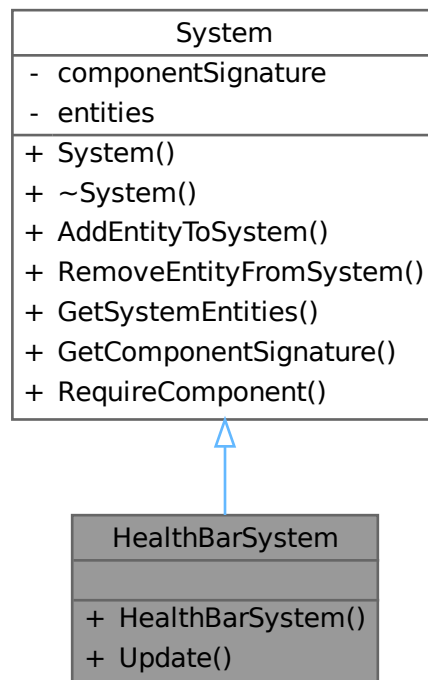 System
- componentSignature
- entities
+ System()
+ ~System()
+ AddEntityToSystem()
+ RemoveEntityFromSystem()
+ GetSystemEntities()
+ GetComponentSignature()
+ RequireComponent()
HealthBarSystem
+ HealthBarSystem()
+ Update()